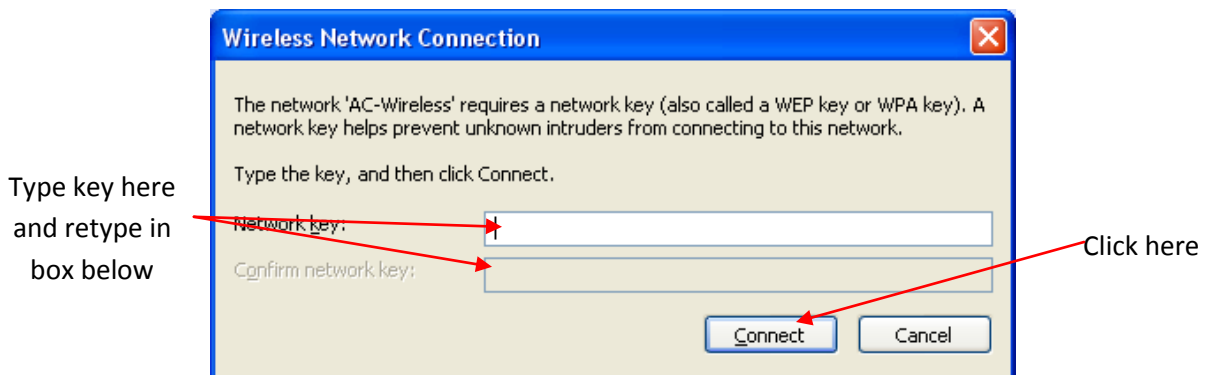 Wireless Network Connection
The network 'AC-Wireless' requires a network key (also called a WEP key or WPA key). A
network key helps prevent unknown intruders from connecting to this network.
Type the key, and then click Connect.
Type key here
and retype in
box below
Network key:
Confirm network key:
Click here
Connect
Cancel